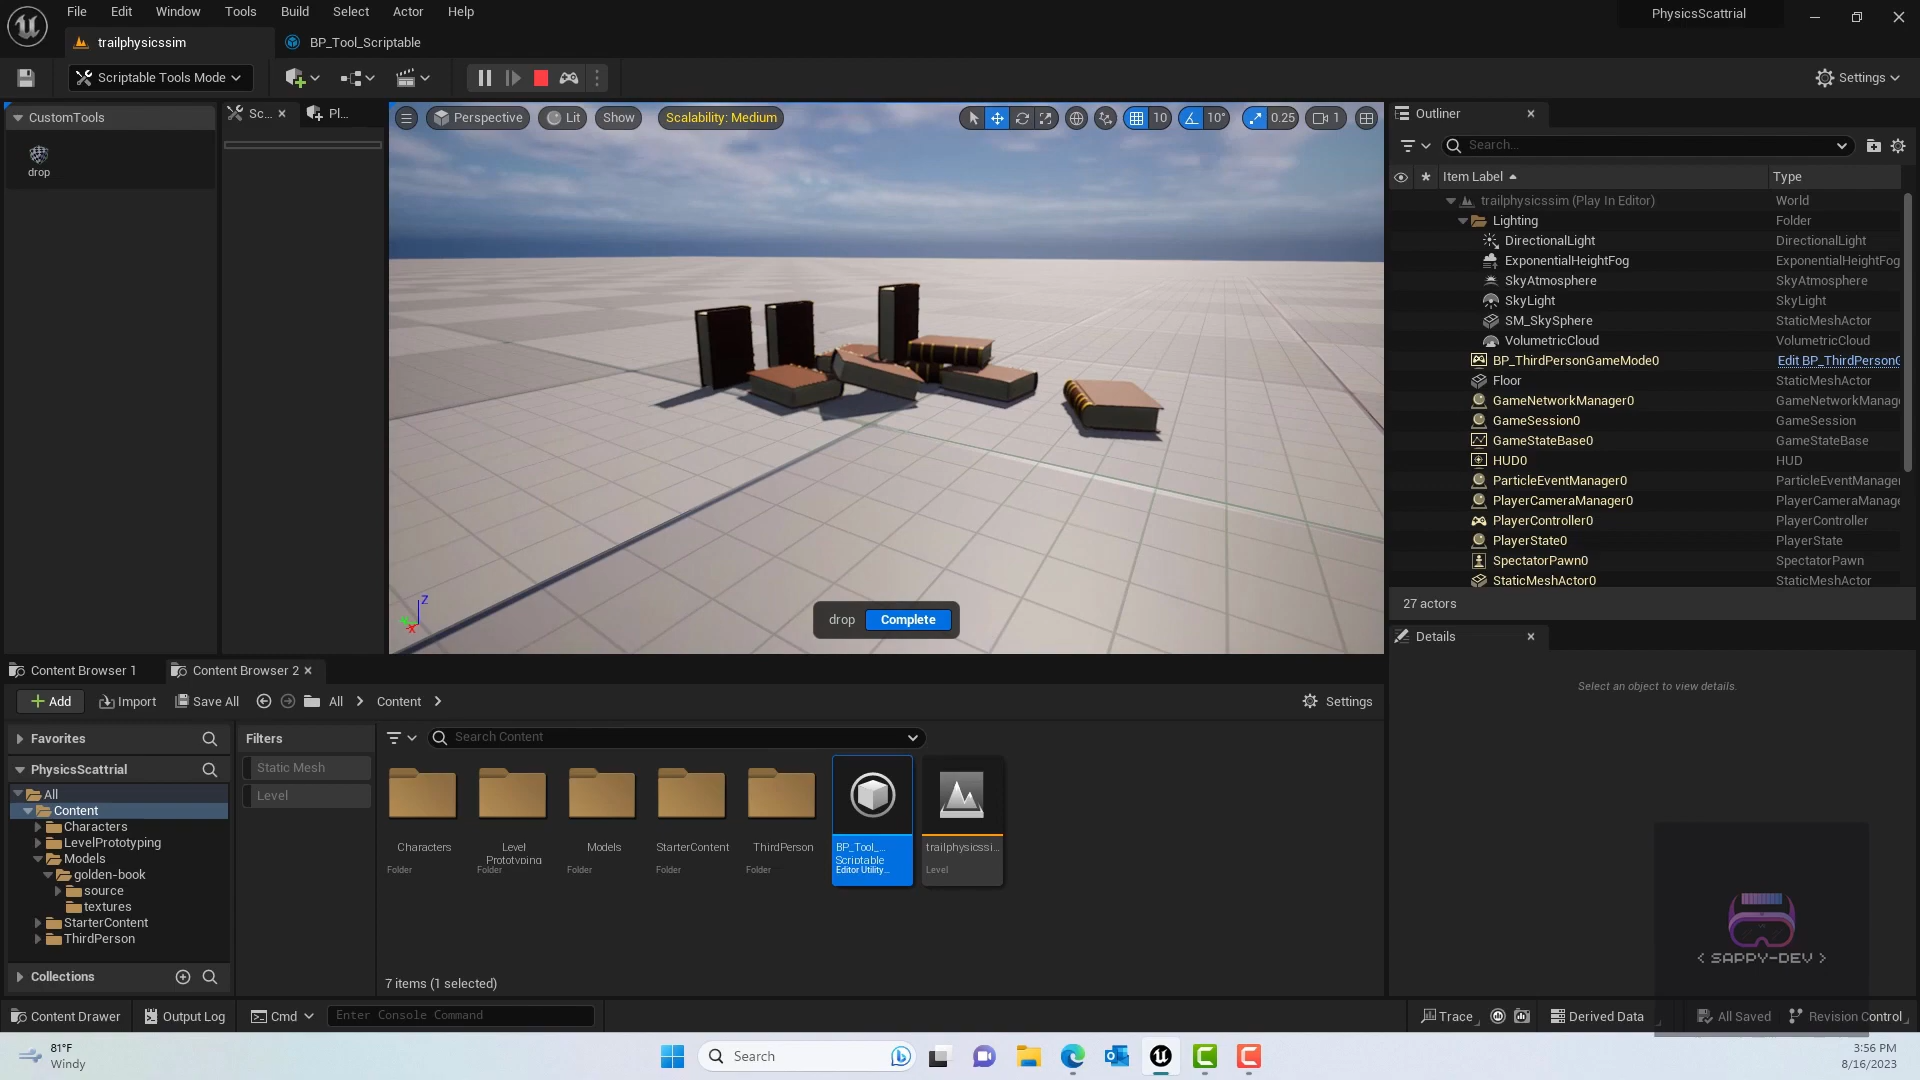 File Edit Window Tools Build Select Actor Help
PhysicsScattrial
trailphysicssim
BP_Tool_Scriptable
Scriptable Tools Mode
Settings
CustomTools
drop
Sc...
Pl...
Perspective
Lit
Show
Scalability: Medium
10
10°
0.25
1
Z
X
drop Complete
Outliner
Search...
Item Label Type
trailphysicssim (Play In Editor) World
Lighting Folder
DirectionalLight DirectionalLight
ExponentialHeightFog ExponentialHeightFog
SkyAtmosphere SkyAtmosphere
SkyLight SkyLight
SM_SkySphere StaticMeshActor
VolumetricCloud VolumetricCloud
BP_ThirdPersonGameMode0 Edit BP_ThirdPersonG
Floor StaticMeshActor
GameNetworkManager0 GameNetworkManage
GameSession0 GameSession
GameStateBase0 GameStateBase
HUD0 HUD
ParticleEventManager0 ParticleEventManager
PlayerCameraManager0 PlayerCameraManage
PlayerController0 PlayerController
PlayerState0 PlayerState
SpectatorPawn0 SpectatorPawn
StaticMeshActor0 StaticMeshActor
27 actors
Details
Select an object to view details.
Content Browser 1
Content Browser 2
Add Import Save All All Content
Settings
Favorites
PhysicsScattrial
All
Content
Characters
LevelPrototyping
Models
golden-book
source
textures
StarterContent
ThirdPerson
Collections
Filters
Static Mesh
Level
Search Content
Characters
Folder
Level
Prototyping
Folder
Models
Folder
StarterContent
Folder
ThirdPerson
Folder
BP_Tool_...
Scriptable
Editor Utility...
trailphysicssi...
Level
7 items (1 selected)
< SAPPY-DEV >
Content Drawer Output Log Cmd Enter Console Command
Trace Derived Data All Saved Revision Control
81°F
Windy
Search
3:56 PM
8/16/2023